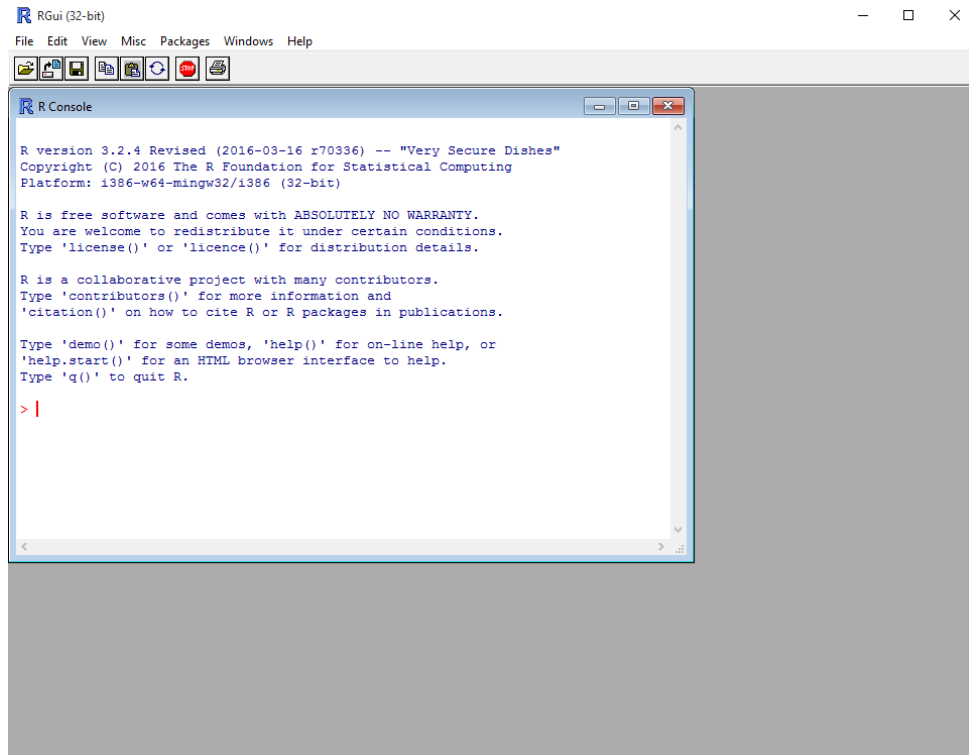 RGui (32-bit)
File Edit View Misc Packages Windows Help
STOP
R Console
R version 3.2.4 Revised (2016-03-16 r70336) -- "Very Secure Dishes"
Copyright (C) 2016 The R Foundation for Statistical Computing
Platform: i386-w64-mingw32/i386 (32-bit)
R is free software and comes with ABSOLUTELY NO WARRANTY.
You are welcome to redistribute it under certain conditions.
Type 'license()' or 'licence()' for distribution details.
R is a collaborative project with many contributors.
Type 'contributors()' for more information and
'citation()' on how to cite R or R packages in publications.
Type 'demo()' for some demos, 'help()' for on-line help, or
'help.start()' for an HTML browser interface to help.
Type 'q()' to quit R.
>